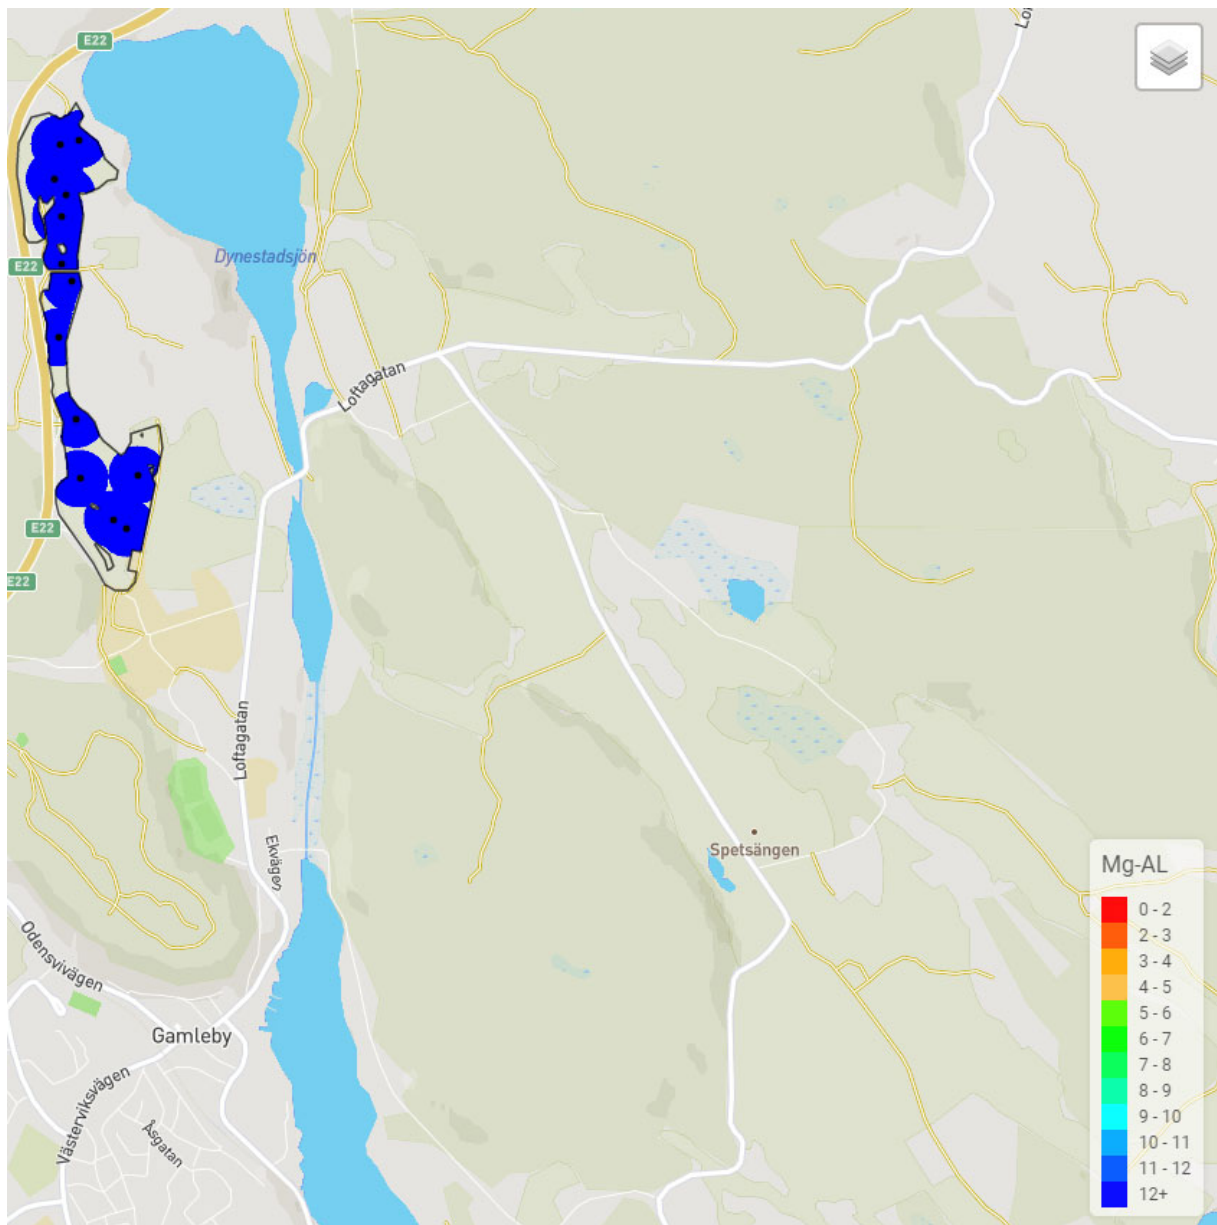 Lof
E22
Dynestadsjön
E22
Loftagatan
E22
E22
Loftagatan
Ekvägen
Spetsängen
Odensvivägen
Gamleby
Västerviksvägen
Åsgatan
Mg-AL
0 - 2
2 - 3
3 - 4
4 - 5
5 - 6
6 - 7
7 - 8
8 - 9
9 - 10
10 - 11
11 - 12
12+